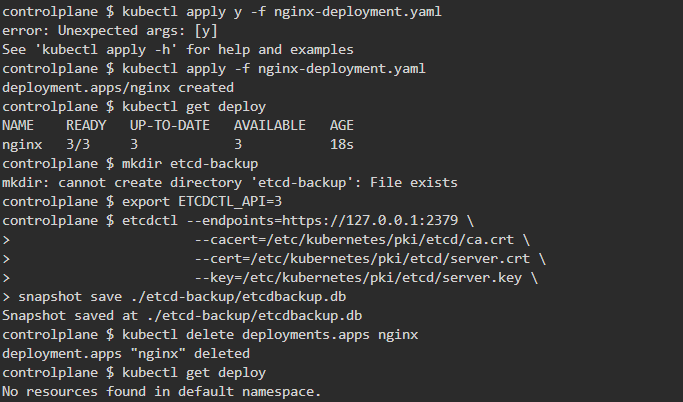 controlplane $ kubectl apply y -f nginx-deployment.yaml
error: Unexpected args: [y]
See 'kubectl apply -h' for help and examples
controlplane $ kubectl apply -f nginx-deployment.yaml
deployment.apps/nginx created
controlplane $ kubectl get deploy
NAME    READY   UP-TO-DATE   AVAILABLE   AGE
nginx   3/3     3            3           18s
controlplane $ mkdir etcd-backup
mkdir: cannot create directory 'etcd-backup': File exists
controlplane $ export ETCDCTL_API=3
controlplane $ etcdctl --endpoints=https://127.0.0.1:2379 \
>                      --cacert=/etc/kubernetes/pki/etcd/ca.crt \
>                      --cert=/etc/kubernetes/pki/etcd/server.crt \
>                      --key=/etc/kubernetes/pki/etcd/server.key \
> snapshot save ./etcd-backup/etcdbackup.db
Snapshot saved at ./etcd-backup/etcdbackup.db
controlplane $ kubectl delete deployments.apps nginx
deployment.apps "nginx" deleted
controlplane $ kubectl get deploy
No resources found in default namespace.